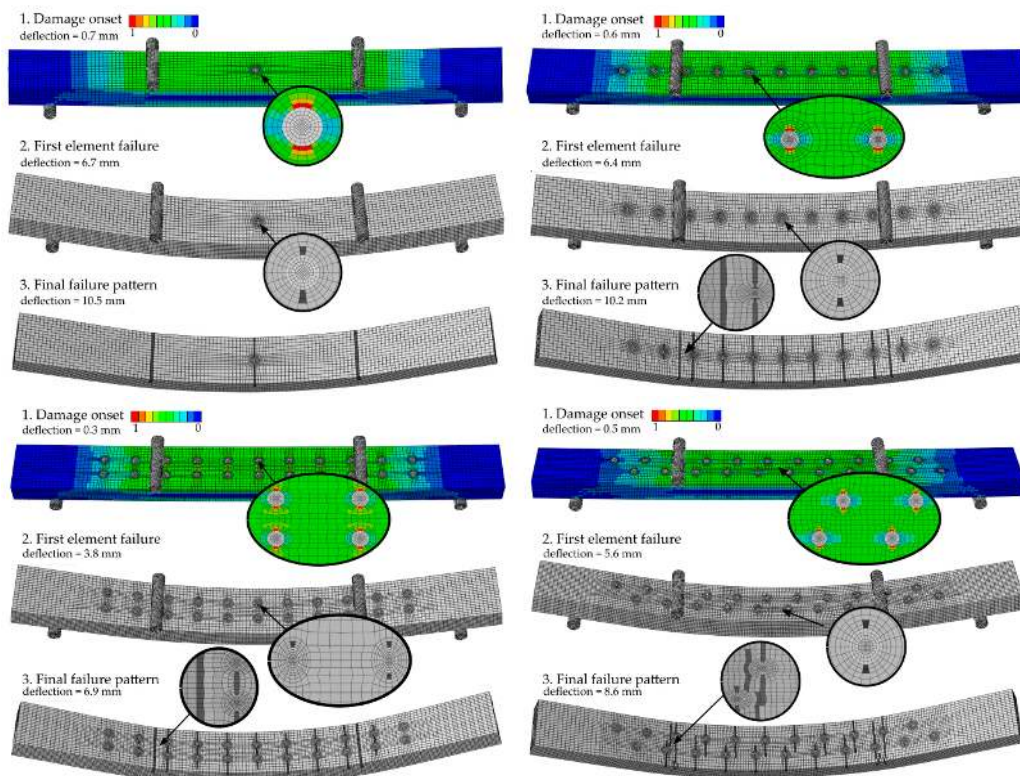 1. Damage onset
deflection = 0.7 mm
1 0
2. First element failure
deflection = 6.7 mm
3. Final failure pattern
deflection = 10.5 mm
1. Damage onset
deflection = 0.6 mm
1 0
2. First element failure
deflection = 6.4 mm
3. Final failure pattern
deflection = 10.2 mm
1. Damage onset
deflection = 0.3 mm
1 0
2. First element failure
deflection = 3.8 mm
3. Final failure pattern
deflection = 6.9 mm
1. Damage onset
deflection = 0.5 mm
1 0
2. First element failure
deflection = 5.6 mm
3. Final failure pattern
deflection = 8.6 mm